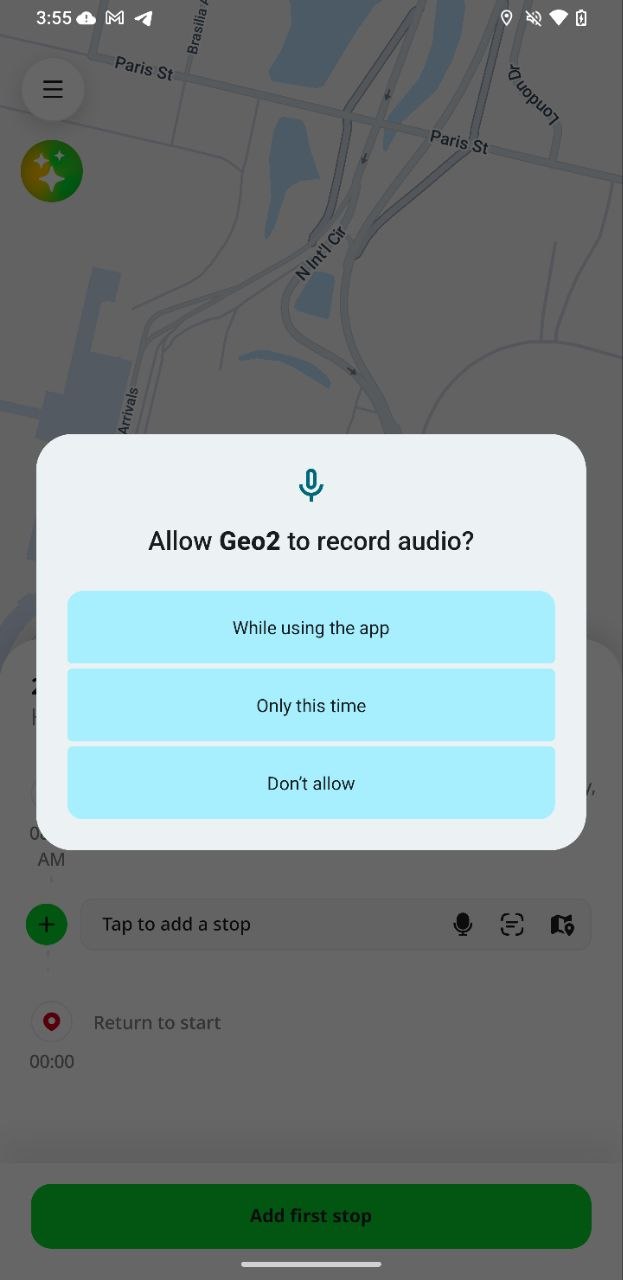 3:55
Brasilia A
Paris St
London Dr
Paris St
N Int'l Cir
Arrivals
Allow Geo2 to record audio?
While using the app
Only this time
Don't allow
AM
Tap to add a stop
Return to start
00:00
Add first stop